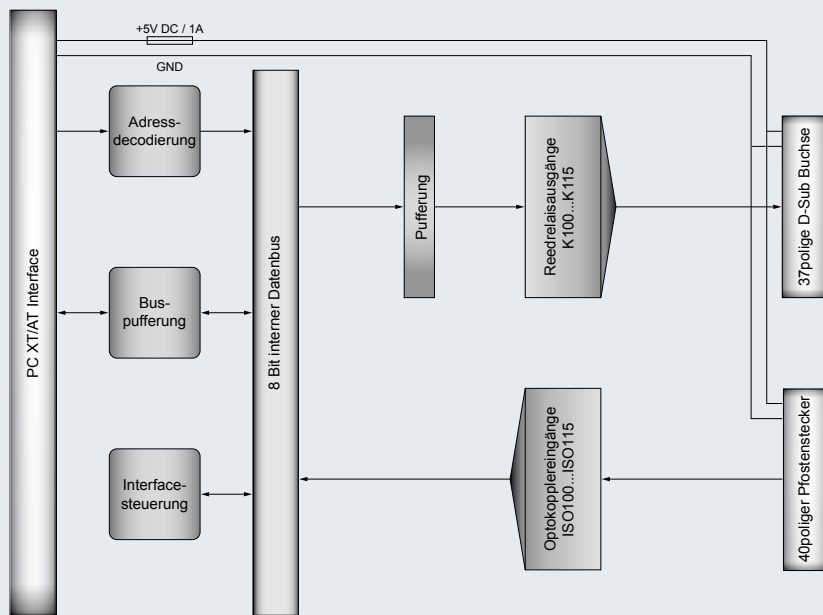 +5V DC / 1A
GND
PC XT/AT Interface
Adress-
decodierung
Bus-
pufferung
Interface-
steuerung
8 Bit interner Datenbus
Pufferung
Reedrelaisausgänge
K100...K115
Optokopplereingänge
ISO100...ISO115
37polige D-Sub Buchse
40poliger Pfostenstecker